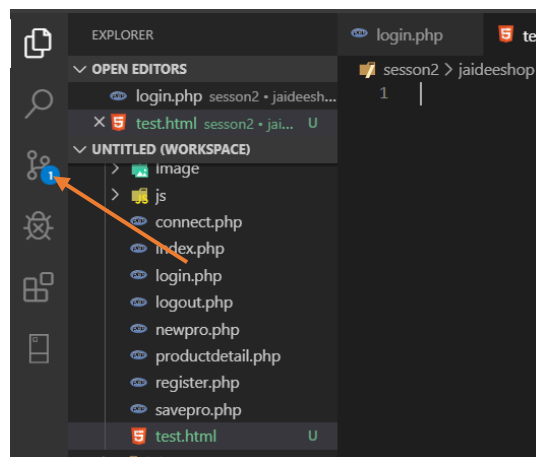 EXPLORER
login.php
te
OPEN EDITORS
sesson2 > jaideeshop
login.php sesson2 • jaideesh...
1
test.html sesson2 • jai... U
UNTITLED (WORKSPACE)
1
Image
js
connect.php
index.php
login.php
logout.php
newpro.php
productdetail.php
register.php
savepro.php
test.html U